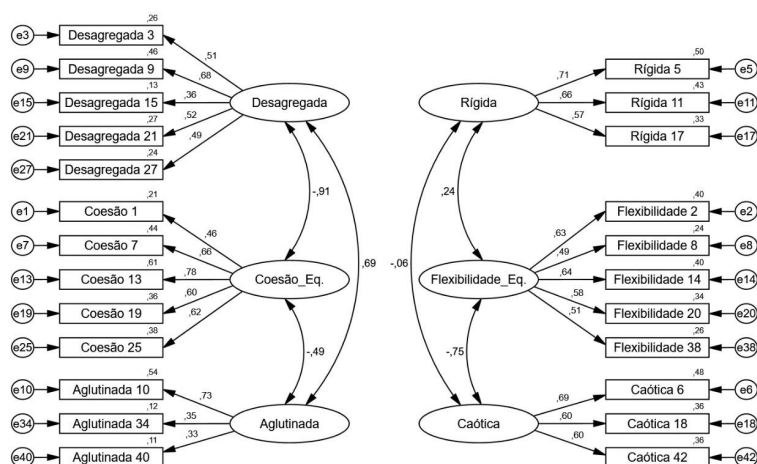 e3 Desagregada 3 ,26
e9 Desagregada 9 ,46
e15 Desagregada 15 ,13
e21 Desagregada 21 ,27
e27 Desagregada 27 ,24
,51
,68
,36
,52
,49
Desagregada
-,91
e1 Coesão 1 ,21
e7 Coesão 7 ,44
e13 Coesão 13 ,61
e19 Coesão 19 ,36
e25 Coesão 25 ,38
,46
,66
,78
,60
,62
Coesão_Eq.
,69
-,49
e10 Aglutinada 10 ,54
e34 Aglutinada 34 ,12
e40 Aglutinada 40 ,11
,73
,35
,33
Aglutinada
Rígida
,71
,66
,57
,50 Rígida 5 e5
,43 Rígida 11 e11
,33 Rígida 17 e17
,24
-,06
Flexibilidade_Eq.
,63
,49
,64
,58
,51
,40 Flexibilidade 2 e2
,24 Flexibilidade 8 e8
,40 Flexibilidade 14 e14
,34 Flexibilidade 20 e20
,26 Flexibilidade 38 e38
-,75
Caótica
,69
,60
,60
,48 Caótica 6 e6
,36 Caótica 18 e18
,36 Caótica 42 e42